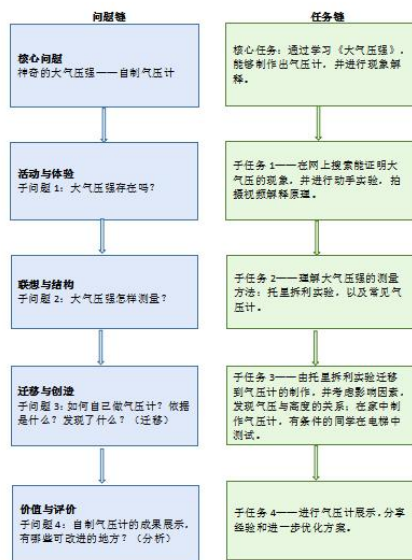 问题链
核心问题
神奇的大气压强——自制气压计
活动与体验
子问题1：大气压强存在吗？
联想与结构
子问题2：大气压强怎样测量？
迁移与创造
子问题3：如何自己做气压计？依据
是什么？发现了什么？（迁移）
价值与评价
子问题4：自制气压计的成果展示，
有哪些可改进的地方？（分析）
任务链
核心任务：通过学习《大气压强》，
能够制作出气压计，并进行现象解
释。
子任务1——在网上搜索能证明大
气压的现象，并进行动手实验，拍
摄视频解释原理。
子任务2——理解大气压强的测量
方法：托里拆利实验，以及常见气
压计。
子任务3——由托里拆利实验迁移
到气压计的制作，并考虑影响因素，
发现气压与高度的关系；在家中制
作气压计，有条件的同学在电梯中
测试。
子任务4——进行气压计展示，分享
经验和进一步优化方案。